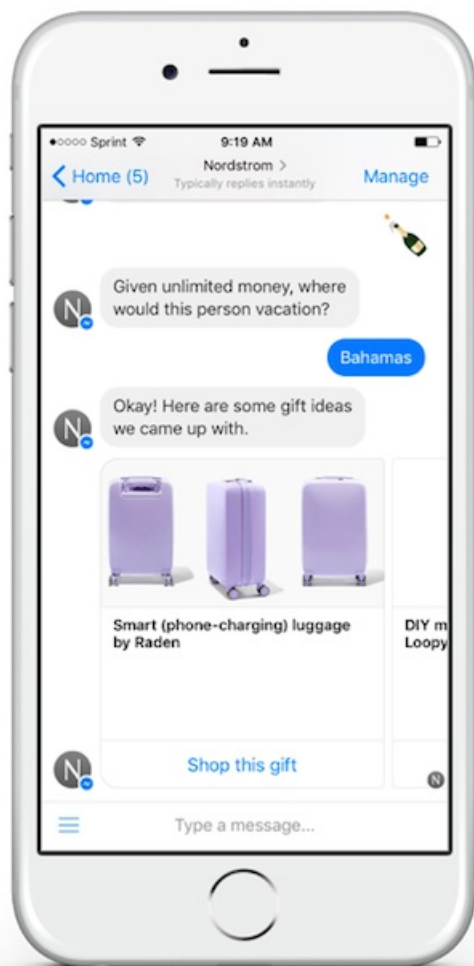 Sprint 9:19 AM
Home (5) Nordstrom > Manage
Typically replies instantly
Given unlimited money, where
would this person vacation?
N
Bahamas
Okay! Here are some gift ideas
we came up with.
N
Smart (phone-charging) luggage
by Raden
DIY m
Loopy
Shop this gift
N
N
Type a message...